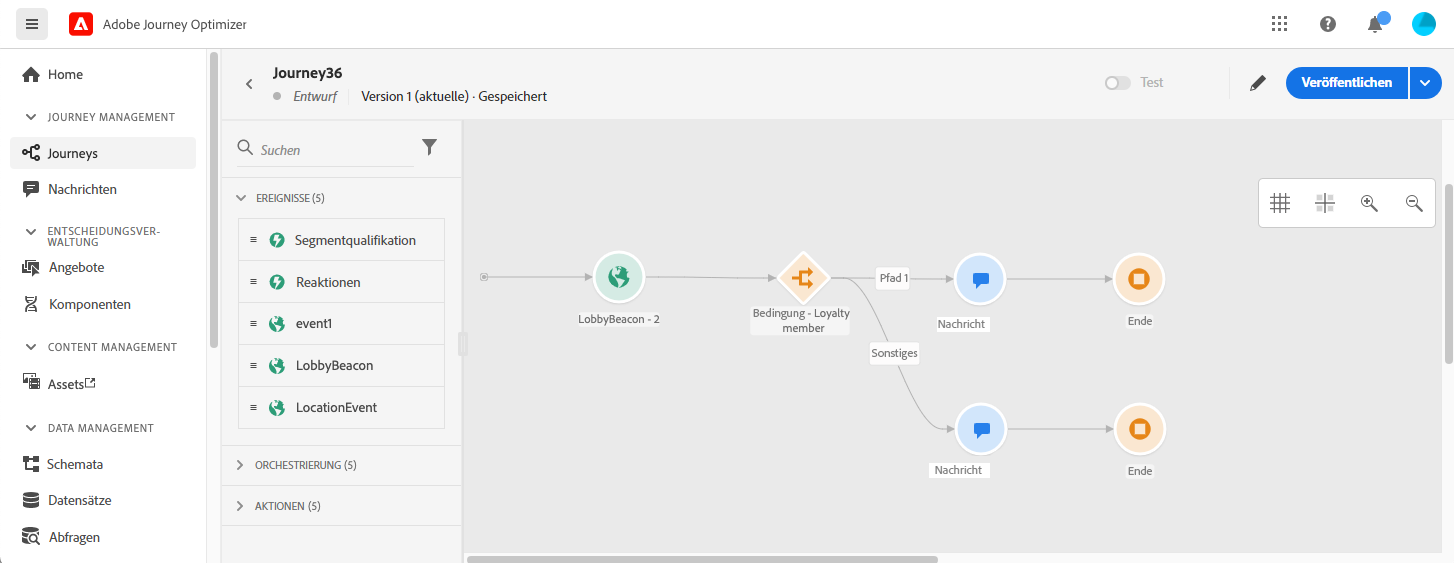 Adobe Journey Optimizer
Home
JOURNEY MANAGEMENT
Journeys
Nachrichten
ENTSCHEIDUNGSVER-
WALTUNG
Angebote
Komponenten
CONTENT MANAGEMENT
Assets
DATA MANAGEMENT
Schemata
Datensätze
Abfragen
Journey36
Entwurf
Version 1 (aktuelle) · Gespeichert
Test
Veröffentlichen
Suchen
EREIGNISSE (5)
Segmentqualifikation
Reaktionen
event1
LobbyBeacon
LocationEvent
ORCHESTRIERUNG (5)
AKTIONEN (5)
LobbyBeacon - 2
Bedingung - Loyalty
member
Pfad 1
Nachricht
Ende
Sonstiges
Nachricht
Ende